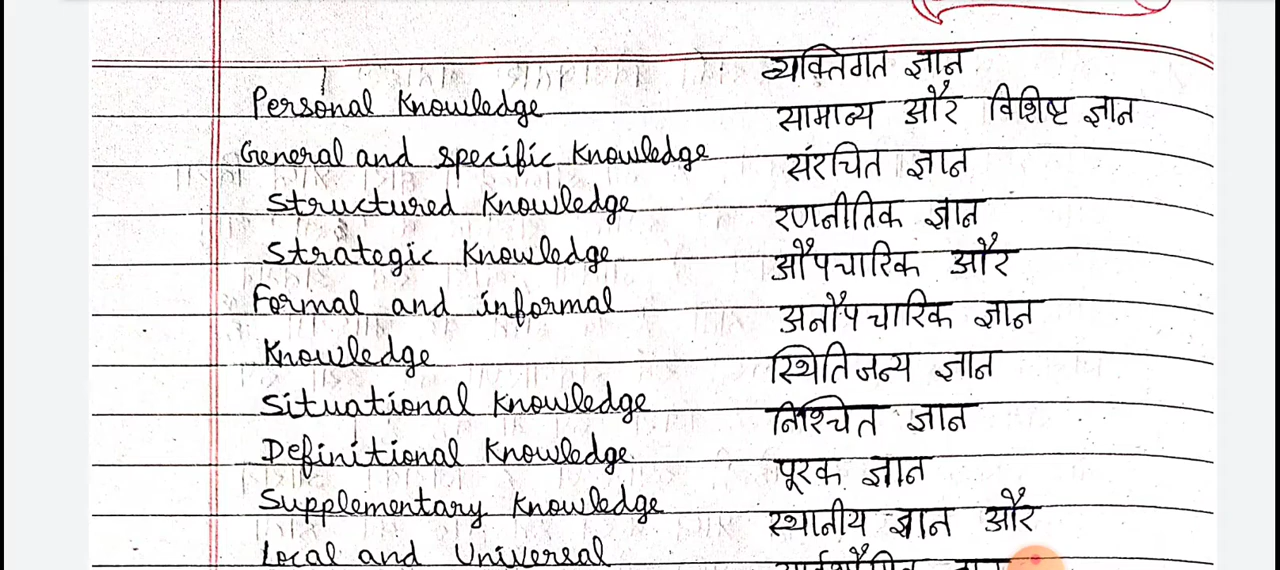 व्यक्तिगत ज्ञान
Personal Knowledge
सामान्य और विशिष्ट ज्ञान
General and specific Knowledge
संरचित ज्ञान
Structured Knowledge
रणनीतिक ज्ञान
Strategic Knowledge
औपचारिक और
Formal and informal
अनौपचारिक ज्ञान
Knowledge
स्थितिजन्य ज्ञान
Situational Knowledge
निश्चित ज्ञान
Definitional Knowledge
पूरक ज्ञान
Supplementary Knowledge
स्थानीय ज्ञान और
Local and Universal